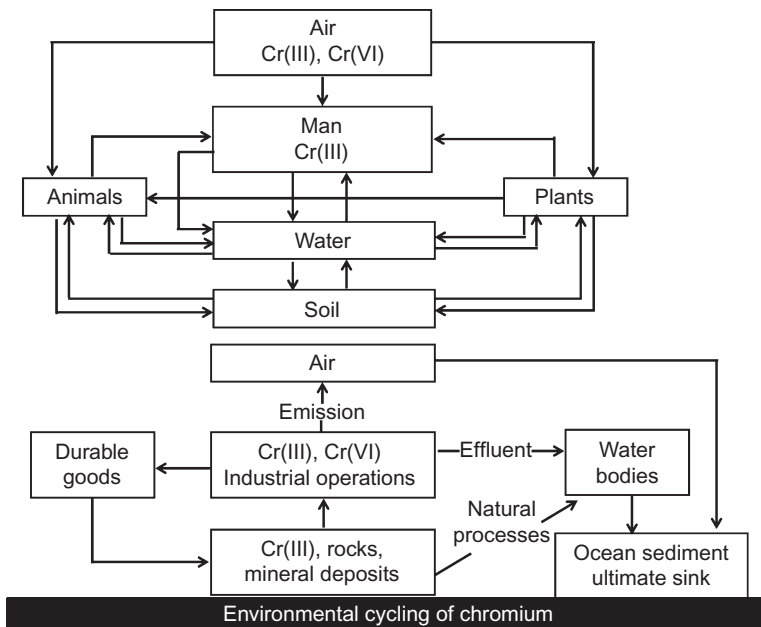 Air
Cr(III), Cr(VI)
Man
Cr(III)
Animals
Plants
Water
Soil
Air
Emission
Durable
goods
Cr(III), Cr(VI)
Industrial operations
Effluent
Water
bodies
Natural
processes
Cr(III), rocks,
mineral deposits
Ocean sediment
ultimate sink
Environmental cycling of chromium